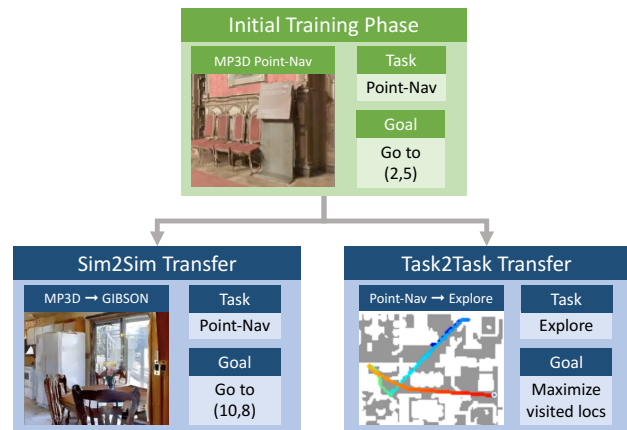 Initial Training Phase
MP3D Point-Nav
Task
Point-Nav
Goal
Go to
(2,5)
Sim2Sim Transfer
MP3D → GIBSON
Task
Point-Nav
Goal
Go to
(10,8)
Task2Task Transfer
Point-Nav → Explore
Task
Explore
Goal
Maximize
visited locs